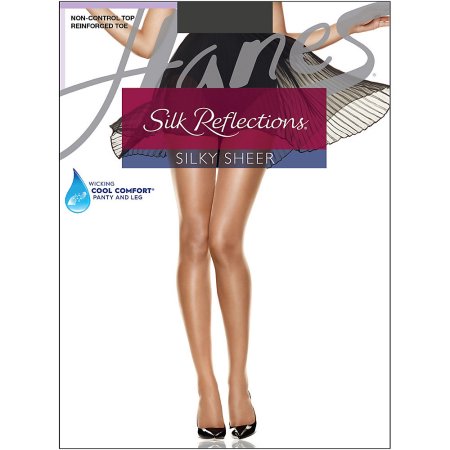 NON-CONTROL TOP
REINFORCED TOE
Hanes®
Silk Reflections®
SILKY SHEER
WICKING
COOL COMFORT®
PANTY AND LEG